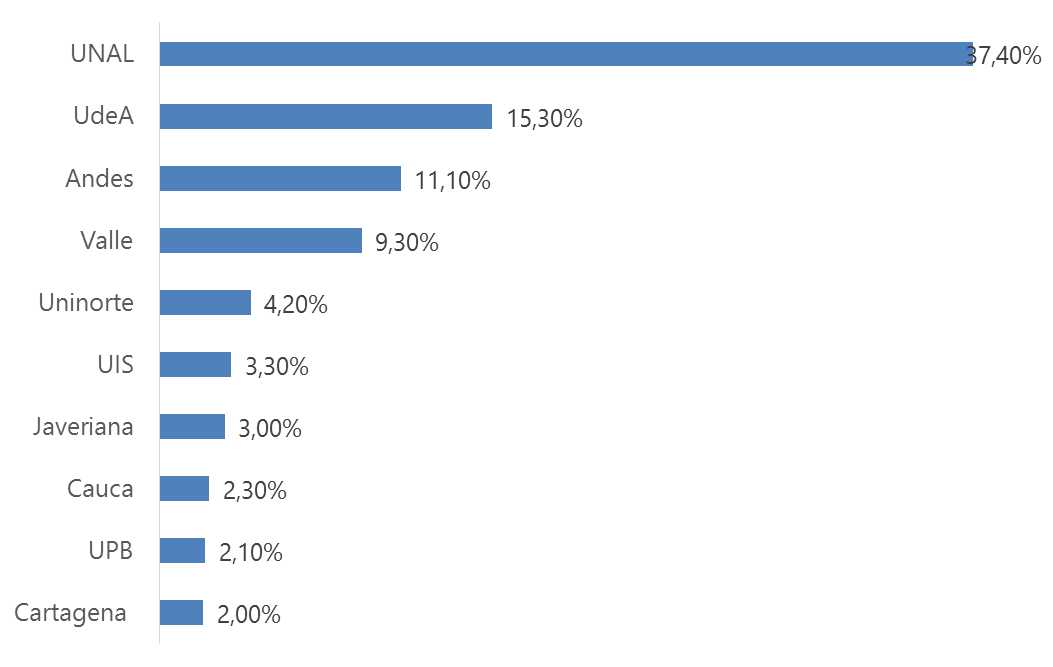 UNAL 37,40%
UdeA 15,30%
Andes 11,10%
Valle 9,30%
Uninorte 4,20%
UIS 3,30%
Javeriana 3,00%
Cauca 2,30%
UPB 2,10%
Cartagena 2,00%